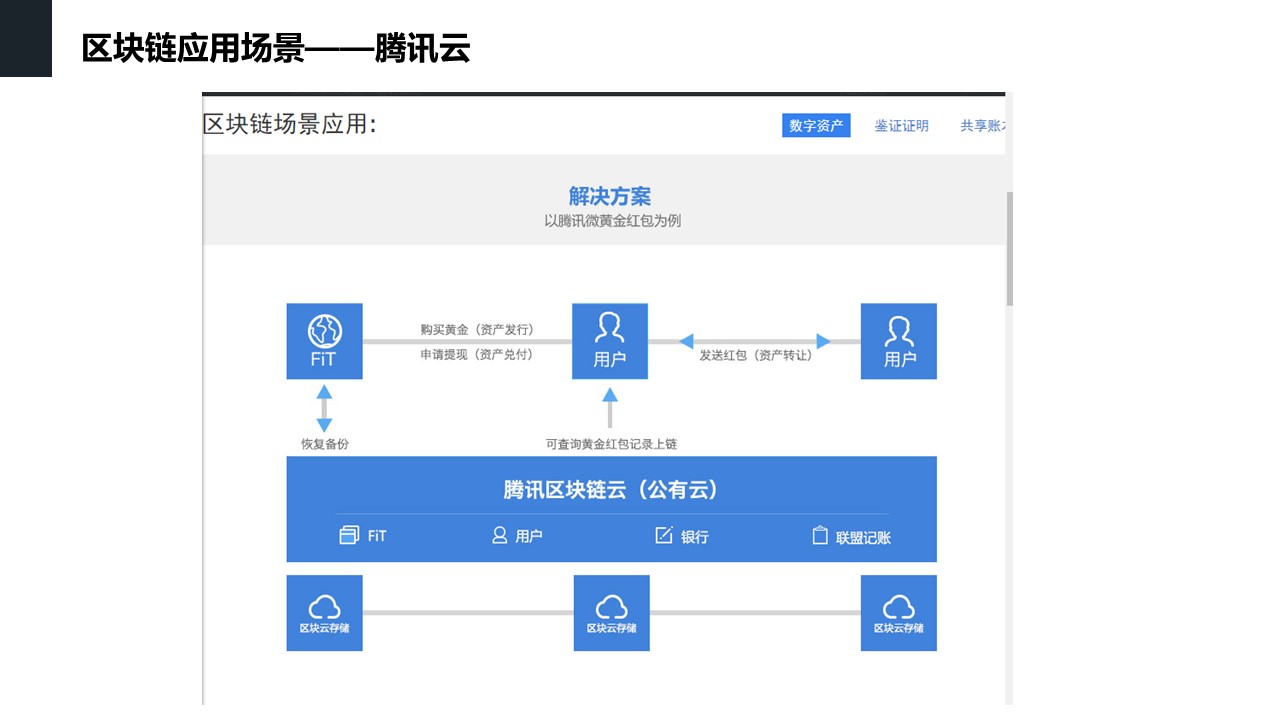 区块链应用场景——腾讯云
区块链场景应用:
数字资产 鉴证证明 共享账
解决方案
以腾讯微黄金红包为例
购买黄金（资产发行）
申请提现（资产兑付）
发送红包（资产转让）
FiT
用户
用户
恢复备份
可查询黄金红包记录上链
腾讯区块链云（公有云）
FiT 用户 银行 联盟记账
区块云存储 区块云存储 区块云存储